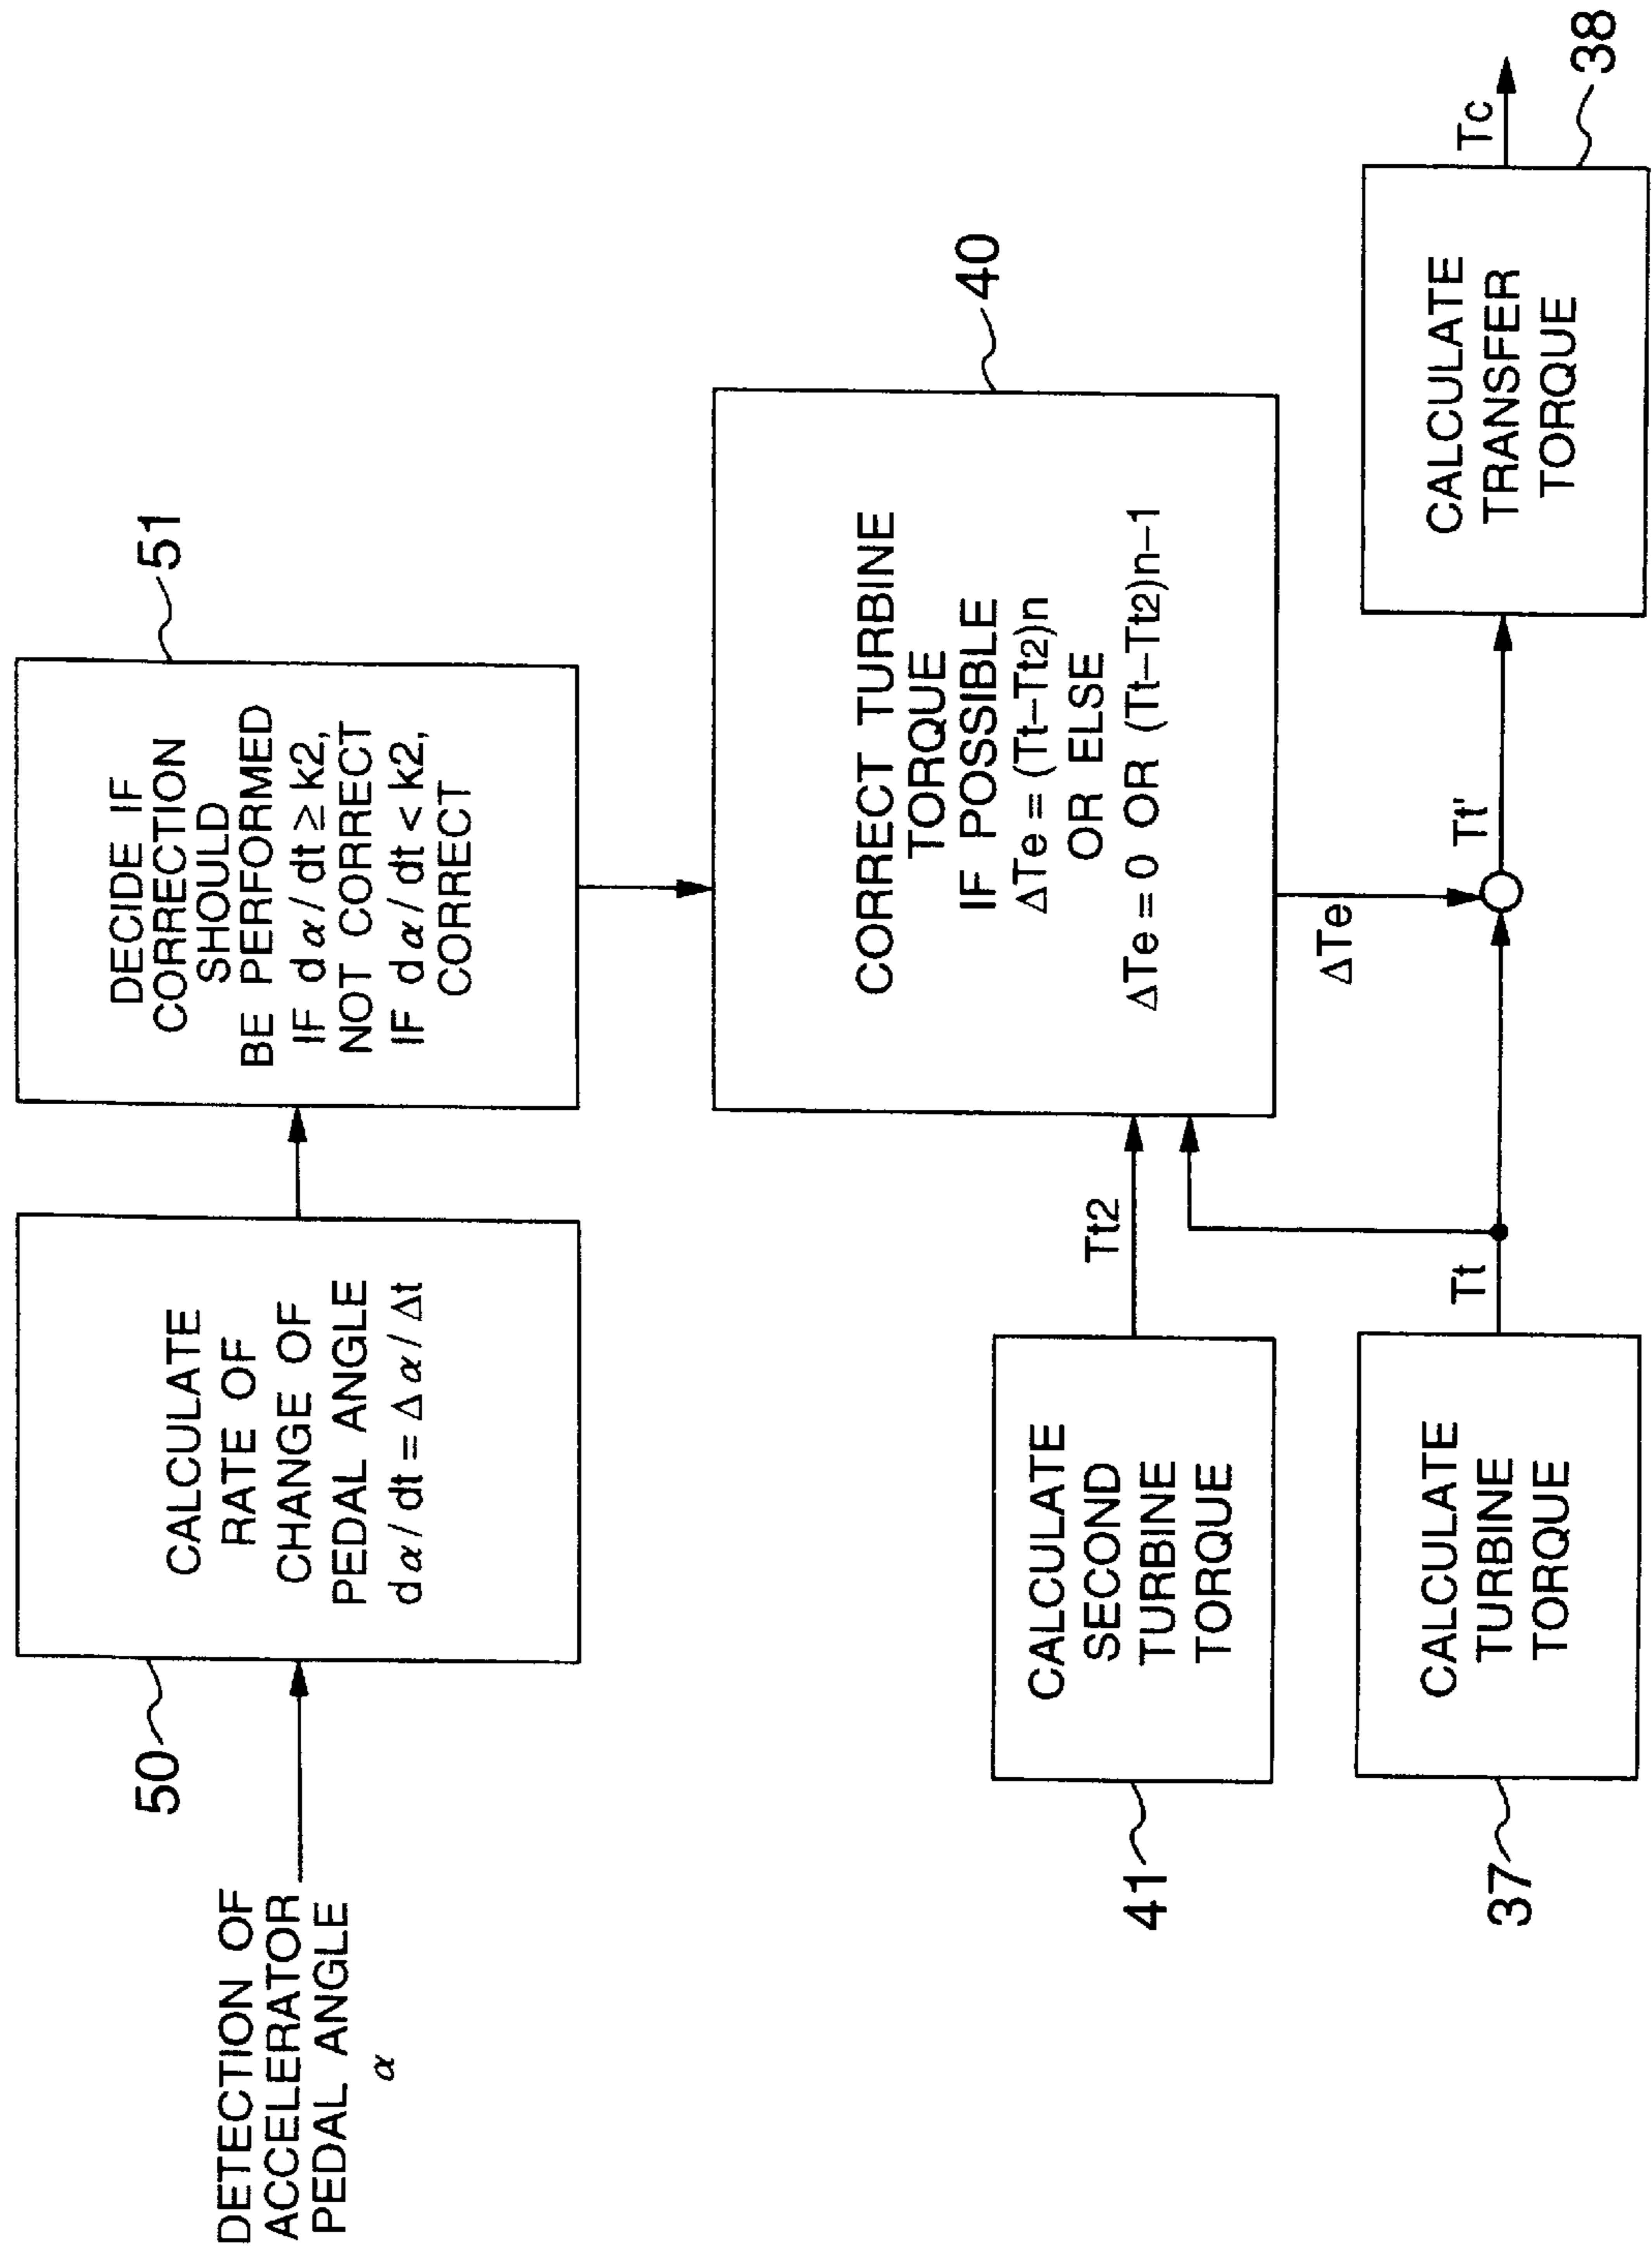 DETECTION OF
ACCELERATOR
PEDAL ANGLE
α
50
CALCULATE
RATE OF
CHANGE OF
PEDAL ANGLE
dα/dt = Δα/Δt
51
DECIDE IF
CORRECTION
SHOULD
BE PERFORMED
IF dα/dt ≥ k2,
NOT CORRECT
IF dα/dt < k2,
CORRECT
41
CALCULATE
SECOND
TURBINE
TORQUE
Tt2
40
CORRECT TURBINE
TORQUE
IF POSSIBLE
ΔTe = (Tt–Tt2)n
OR ELSE
ΔTe = 0 OR (Tt–Tt2)n–1
ΔTe
37
CALCULATE
TURBINE
TORQUE
Tt
Tt'
CALCULATE
TRANSFER
TORQUE
38
Tc